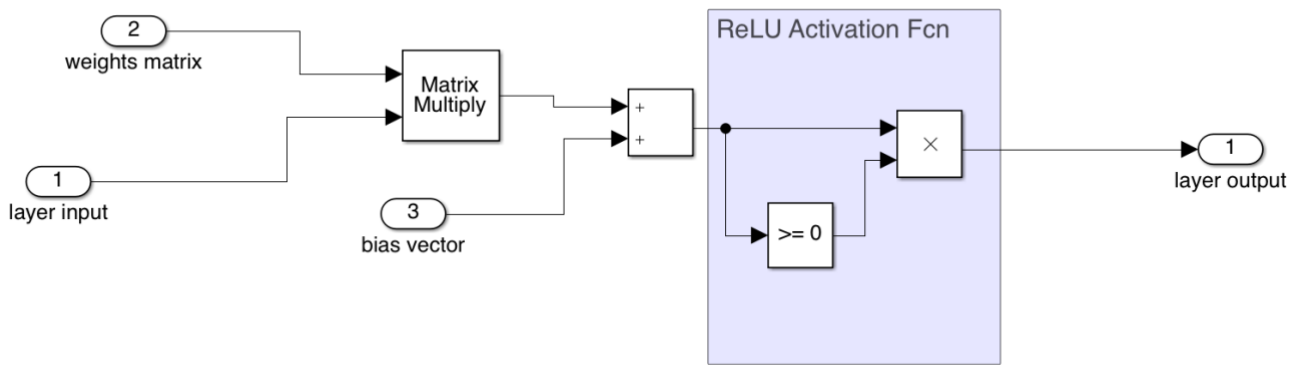 2
weights matrix
Matrix
Multiply
1
layer input
3
bias vector
+
+
ReLU Activation Fcn
×
>= 0
1
layer output